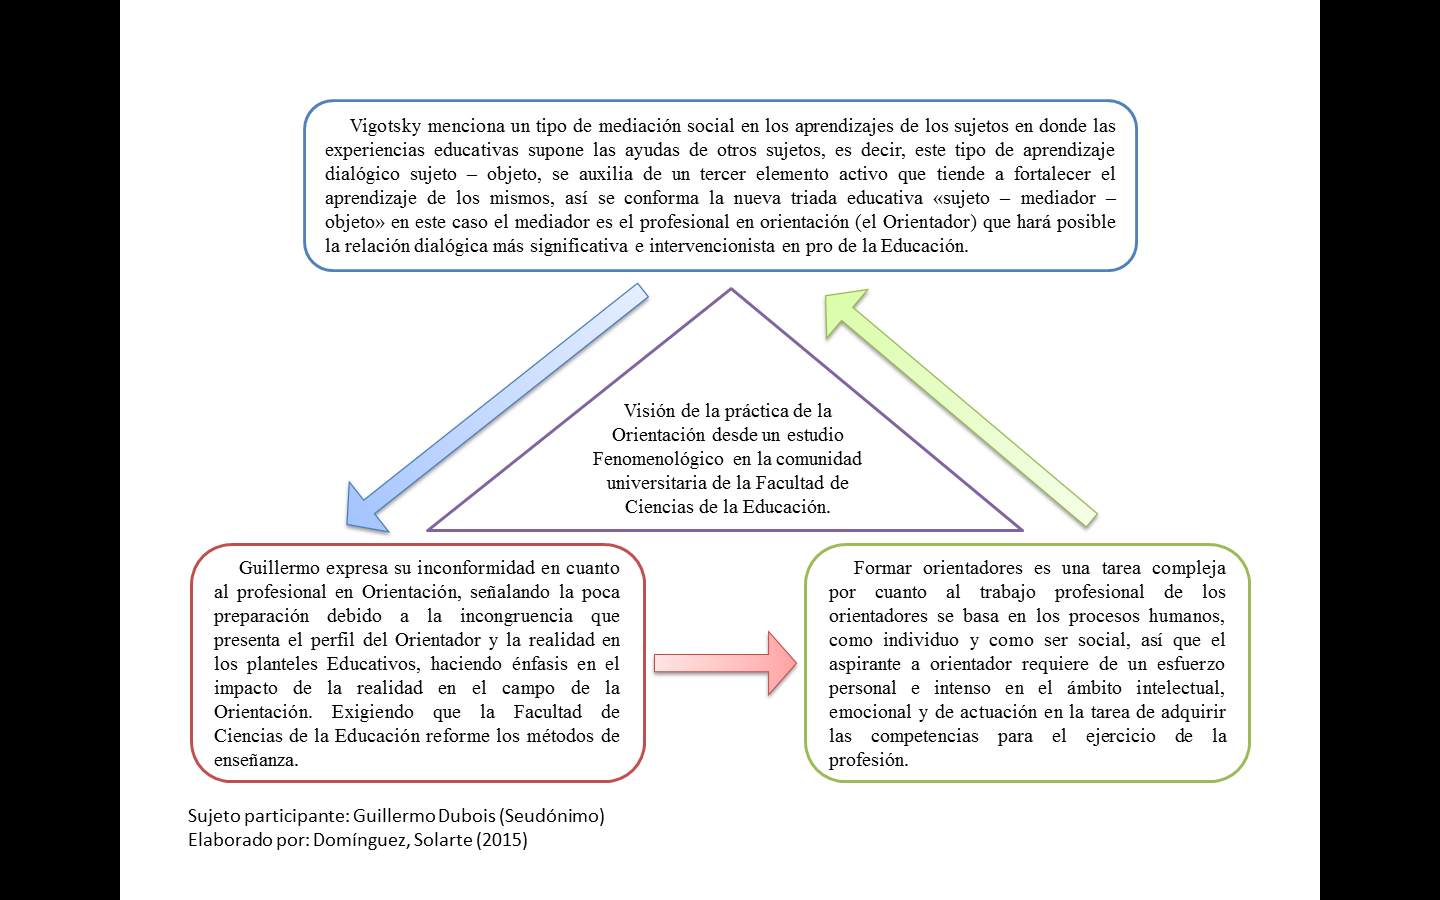 Vigotsky menciona un tipo de mediación social en los aprendizajes de los sujetos en donde las
experiencias educativas supone las ayudas de otros sujetos, es decir, este tipo de aprendizaje
dialógico sujeto – objeto, se auxilia de un tercer elemento activo que tiende a fortalecer el
aprendizaje de los mismos, así se conforma la nueva triada educativa «sujeto – mediador –
objeto» en este caso el mediador es el profesional en orientación (el Orientador) que hará posible
la relación dialógica más significativa e intervencionista en pro de la Educación.
Visión de la práctica de la
Orientación desde un estudio
Fenomenológico en la comunidad
universitaria de la Facultad de
Ciencias de la Educación.
Guillermo expresa su inconformidad en cuanto
al profesional en Orientación, señalando la poca
preparación debido a la incongruencia que
presenta el perfil del Orientador y la realidad en
los planteles Educativos, haciendo énfasis en el
impacto de la realidad en el campo de la
Orientación. Exigiendo que la Facultad de
Ciencias de la Educación reforme los métodos de
enseñanza.
Formar orientadores es una tarea compleja
por cuanto al trabajo profesional de los
orientadores se basa en los procesos humanos,
como individuo y como ser social, así que el
aspirante a orientador requiere de un esfuerzo
personal e intenso en el ámbito intelectual,
emocional y de actuación en la tarea de adquirir
las competencias para el ejercicio de la
profesión.
Sujeto participante: Guillermo Dubois (Seudónimo)
Elaborado por: Domínguez, Solarte (2015)